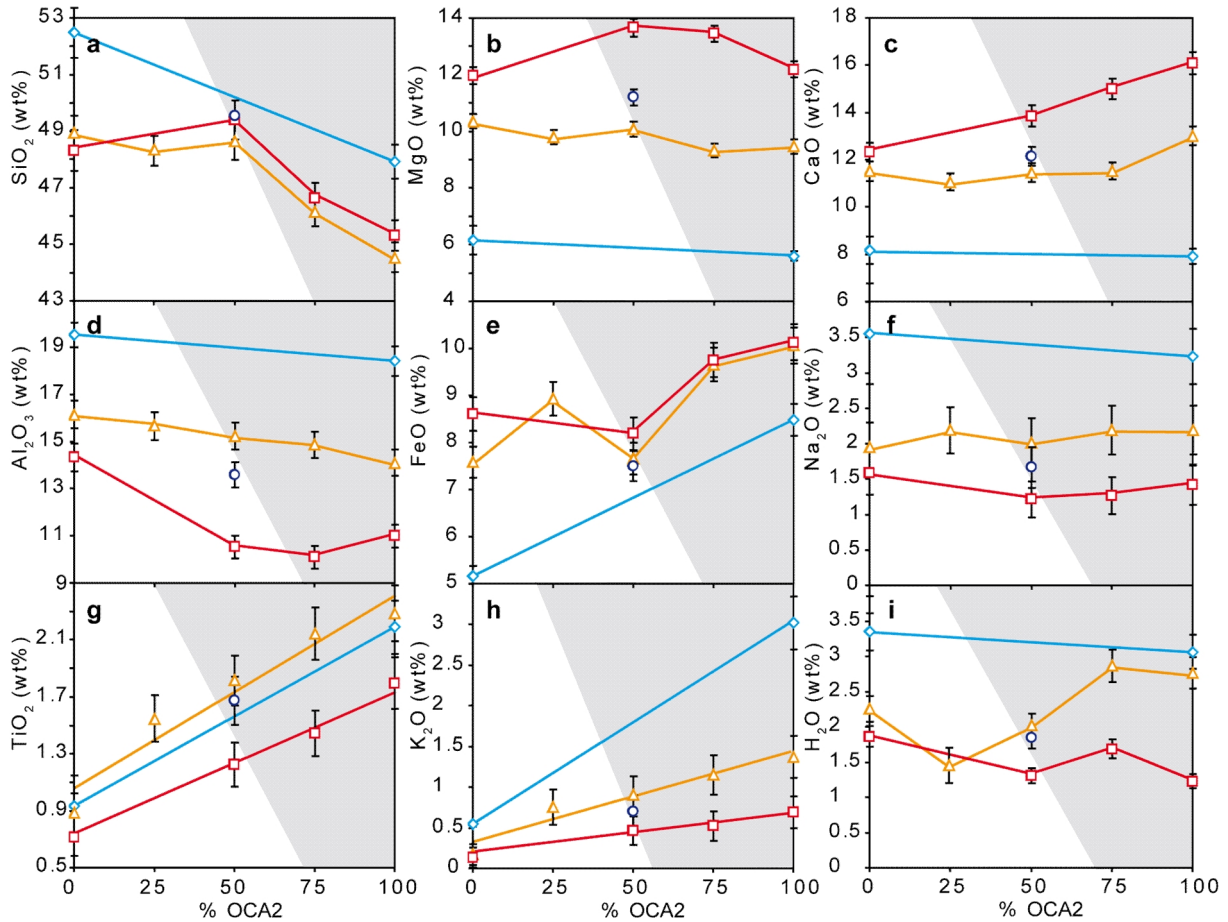 53
51
49
47
45
43
SiO2 (wt%)
a
14
12
10
8
6
4
MgO (wt%)
b
18
16
14
12
10
8
6
CaO (wt%)
c
19
17
15
13
11
9
Al2O3 (wt%)
d
10
9
8
7
6
5
FeO (wt%)
e
3.5
3
2.5
2
1.5
1
0.5
0
Na2O (wt%)
f
2.1
1.7
1.3
0.9
0.5
TiO2 (wt%)
g
3
2.5
2
1.5
1
0.5
0
K2O (wt%)
h
3.5
3
2.5
2
1.5
1
0.5
0
H2O (wt%)
i
0 25 50 75 100
% OCA2
0 25 50 75 100
% OCA2
0 25 50 75 100
% OCA2